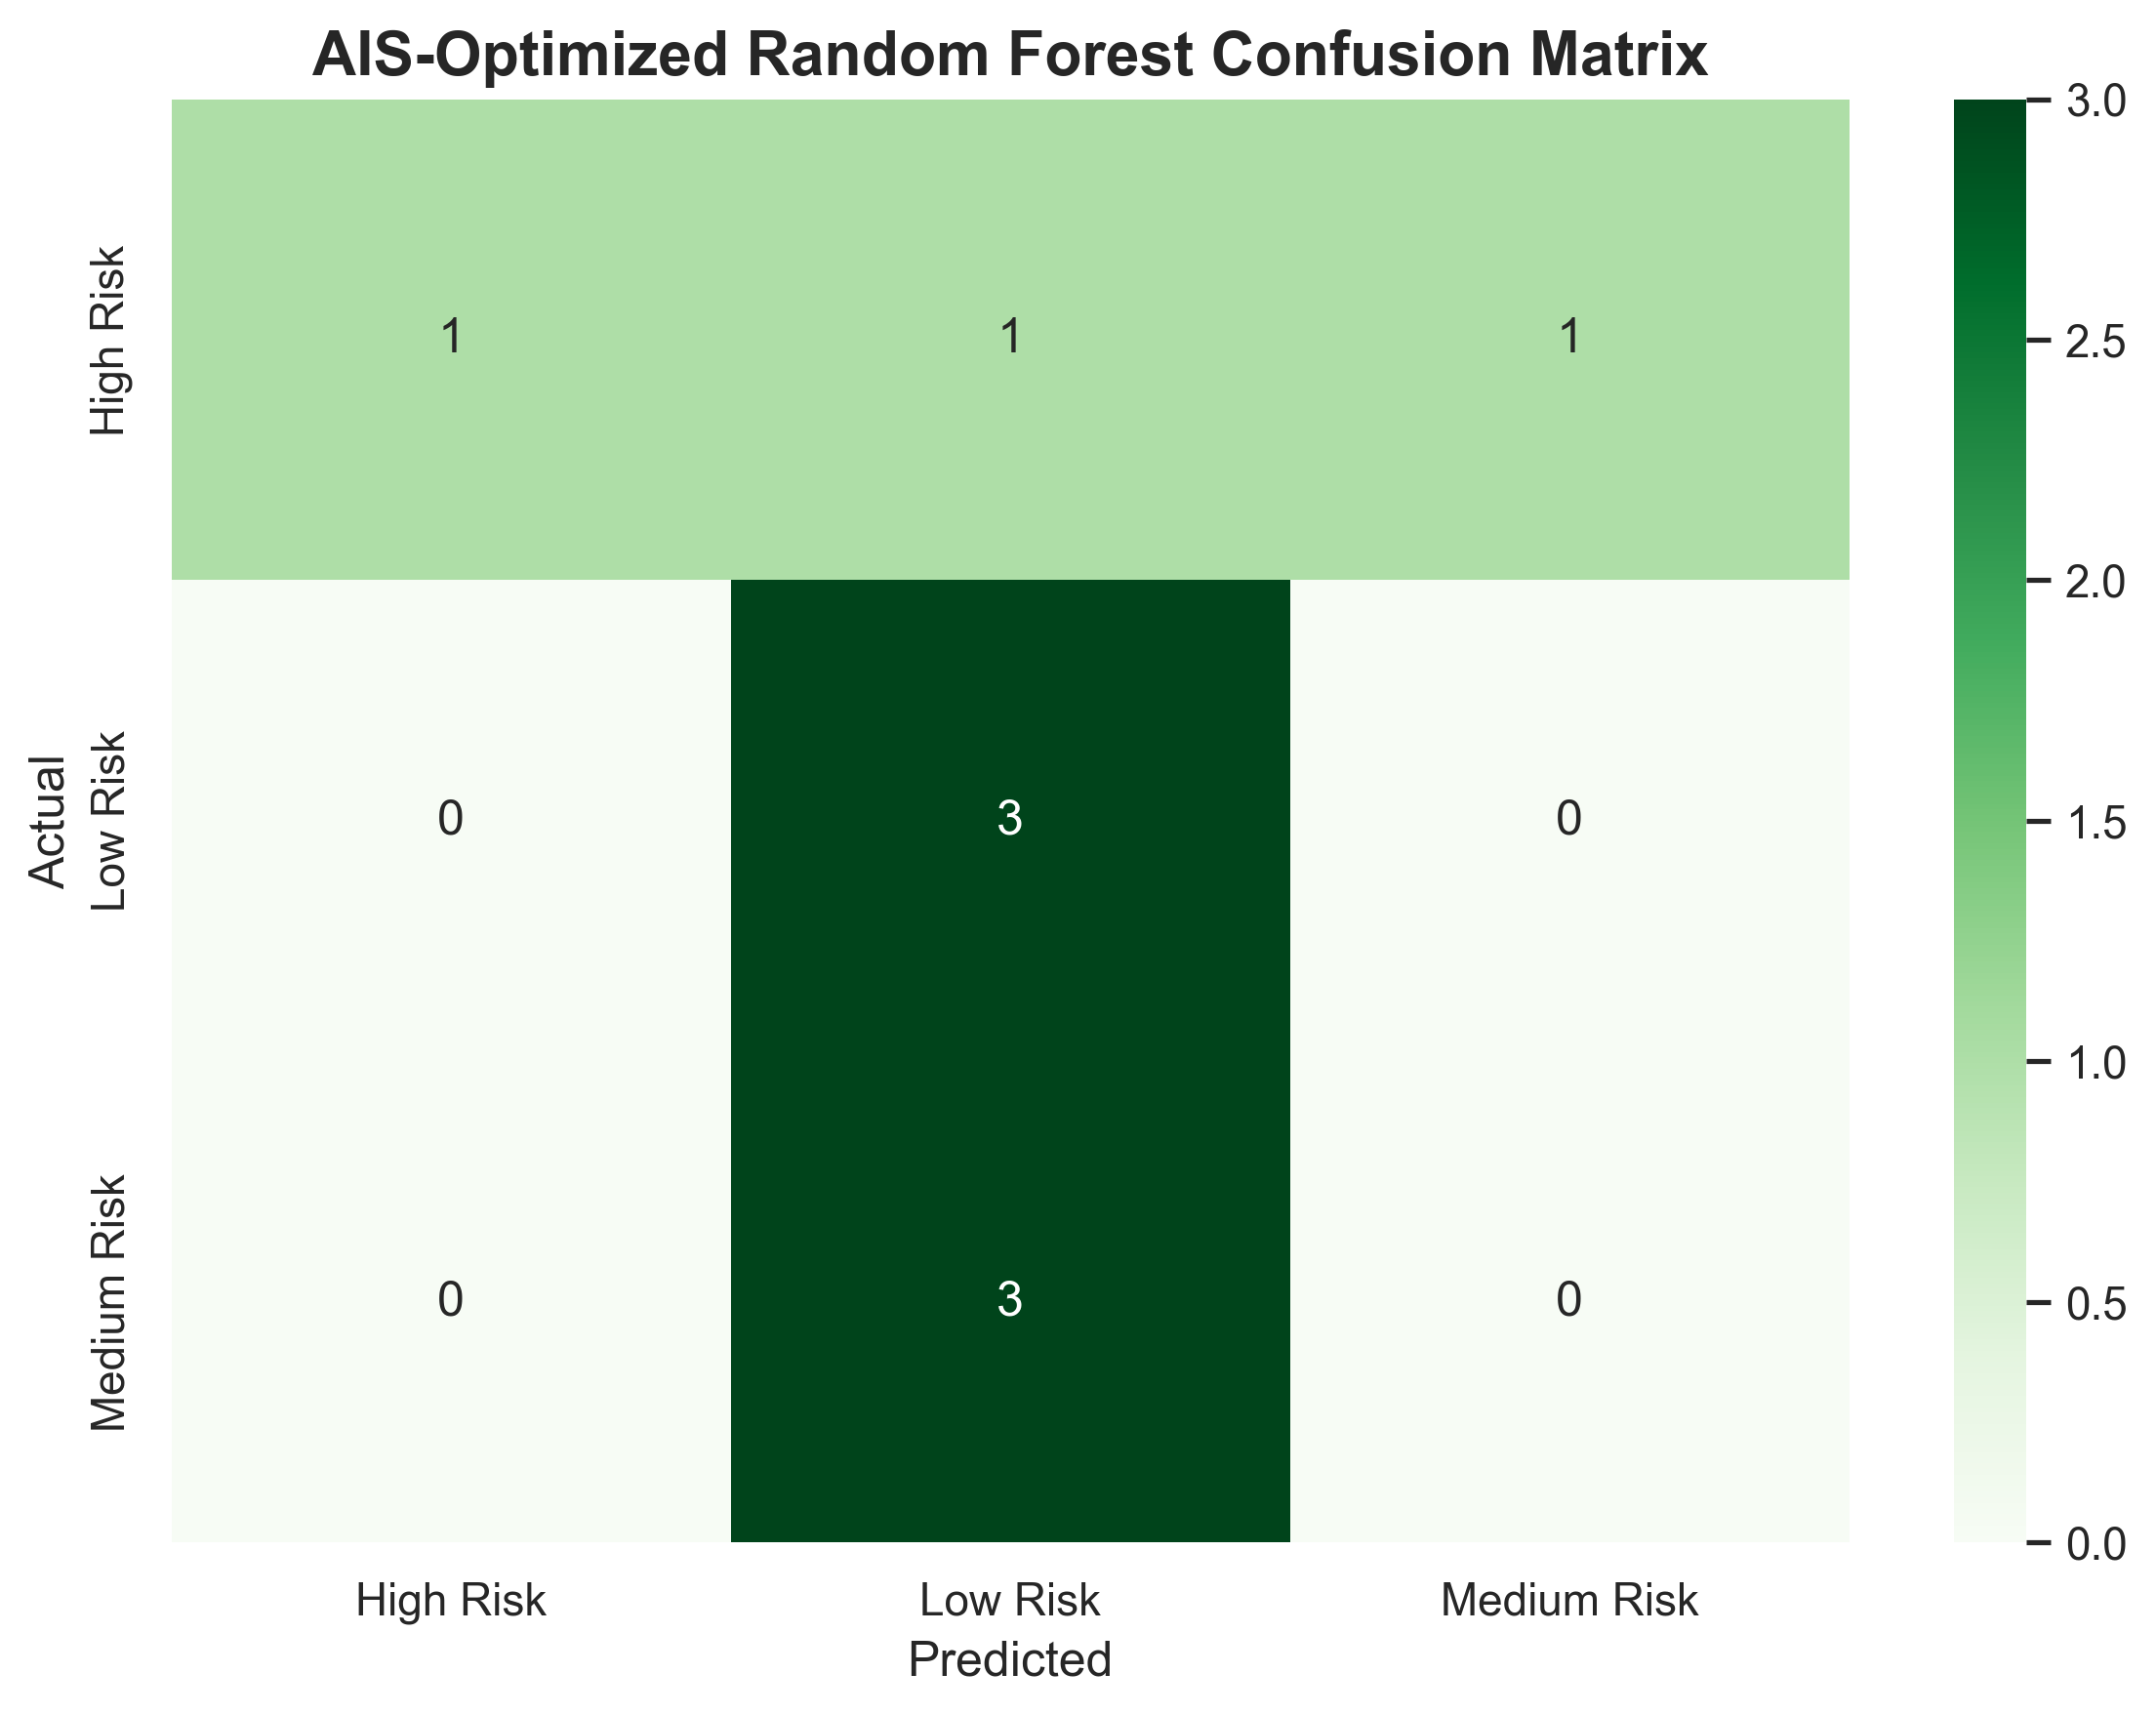 AIS-Optimized Random Forest Confusion Matrix
Actual
High Risk
1 1 1
Low Risk
0 3 0
Medium Risk
0 3 0
High Risk Low Risk Medium Risk
Predicted
3.0
2.5
2.0
1.5
1.0
0.5
0.0